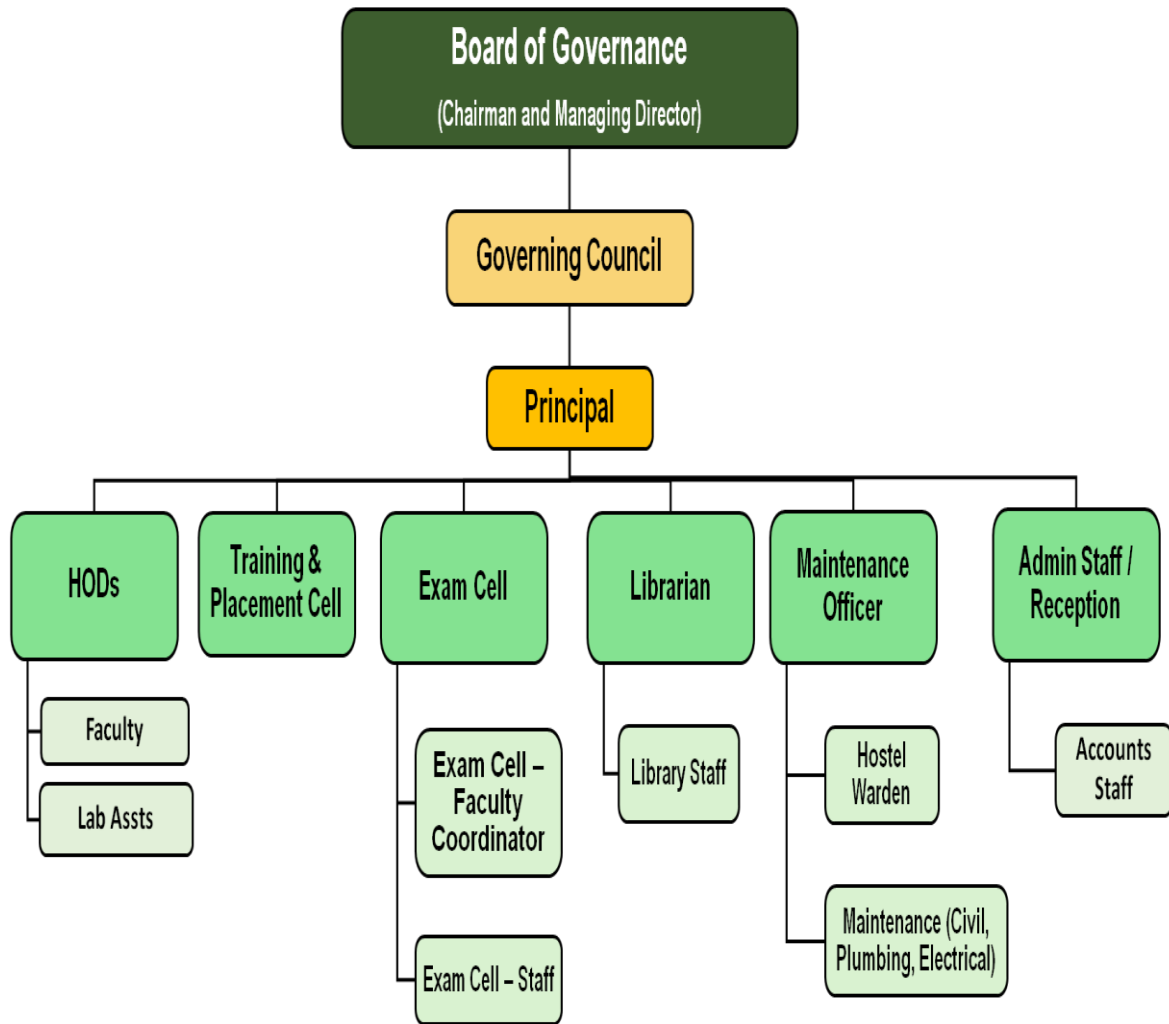 Board of Governance
(Chairman and Managing Director)
Governing Council
Principal
HODs
Training &
Placement Cell
Exam Cell
Librarian
Maintenance
Officer
Admin Staff /
Reception
Faculty
Lab Assts
Exam Cell –
Faculty
Coordinator
Exam Cell – Staff
Library Staff
Hostel
Warden
Maintenance (Civil,
Plumbing, Electrical)
Accounts
Staff